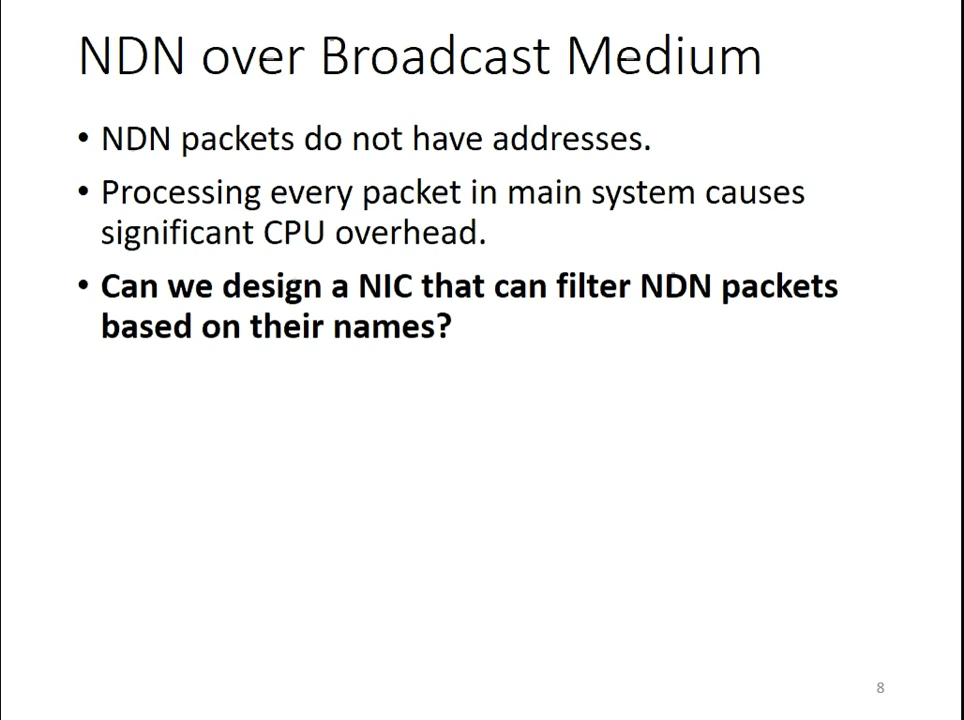 NDN over Broadcast Medium
• NDN packets do not have addresses.
• Processing every packet in main system causes
significant CPU overhead.
• Can we design a NIC that can filter NDN packets
based on their names?
8